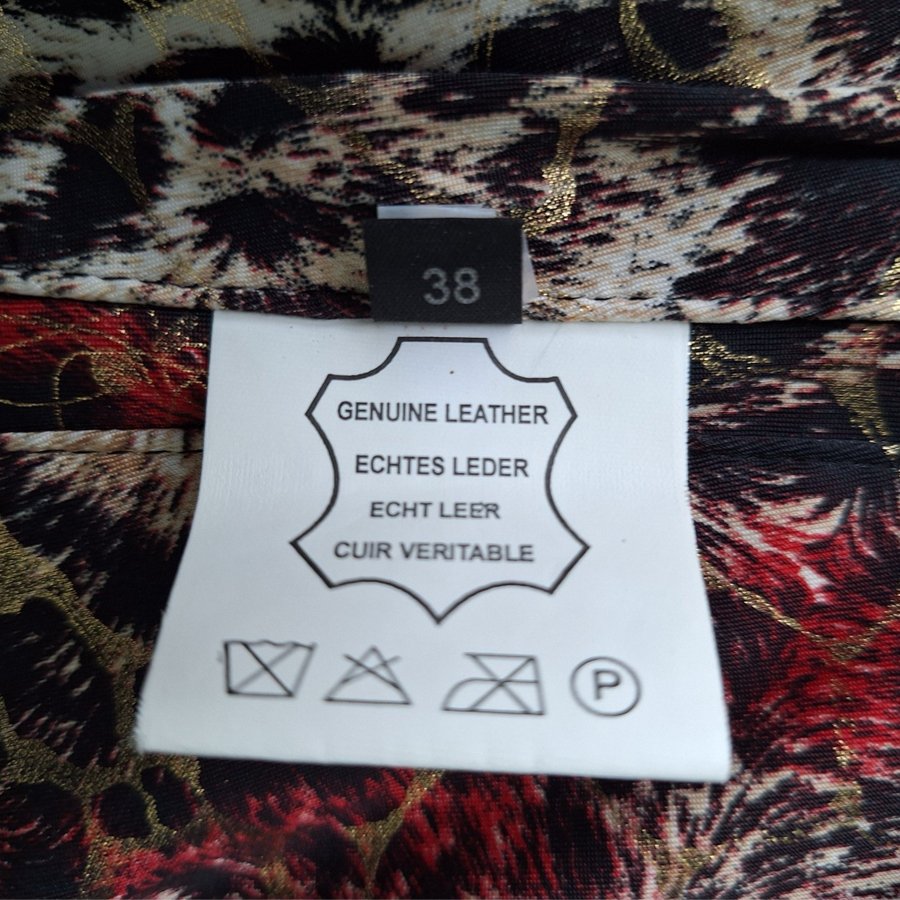 38
GENUINE LEATHER
ECHTES LEDER
ECHT LEER
CUIR VERITABLE
P